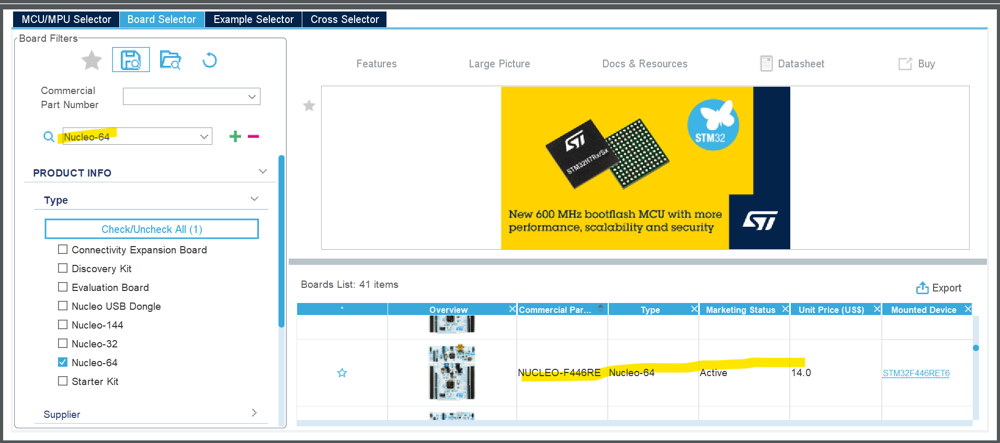 MCU/MPU Selector
Board Selector
Example Selector
Cross Selector
Board Filters
Commercial
Part Number
Nucleo-64
PRODUCT INFO
Type
Check/Uncheck All (1)
Connectivity Expansion Board
Discovery Kit
Evaluation Board
Nucleo USB Dongle
Nucleo-144
Nucleo-32
Nucleo-64
Starter Kit
Supplier
Features
Large Picture
Docs & Resources
Datasheet
Buy
STM32
ST
STM32H7Rx/Sx
New 600 MHz bootflash MCU with more
performance, scalability and security
ST
Boards List: 41 items
Export
* Overview Commercial Par... Type Marketing Status Unit Price (US$) Mounted Device
NUCLEO-F446RE Nucleo-64 Active 14.0 STM32F446RET6